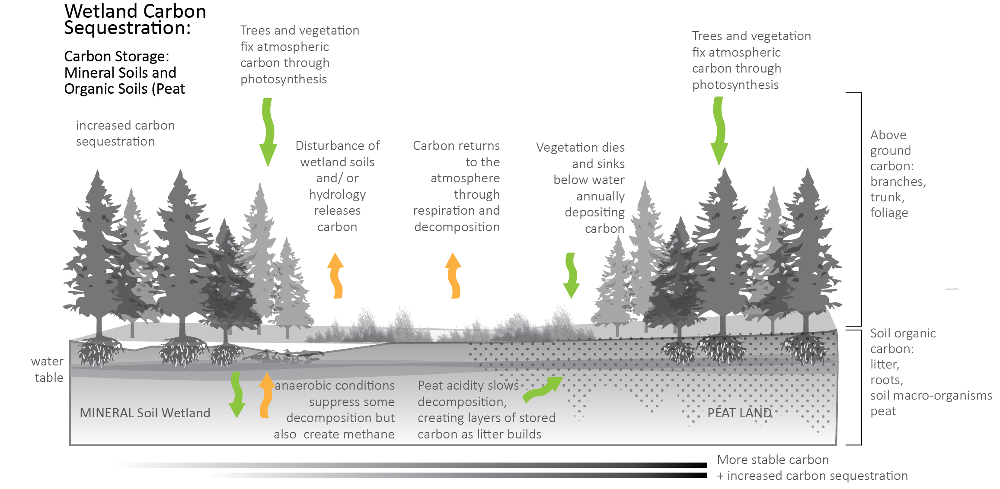 Wetland Carbon
Sequestration:
Carbon Storage:
Mineral Soils and
Organic Soils (Peat
increased carbon
sequestration
Trees and vegetation
fix atmospheric
carbon through
photosynthesis
Disturbance of
wetland soils
and/ or
hydrology
releases
carbon
Carbon returns
to the
atmosphere
through
respiration and
decomposition
Vegetation dies
and sinks
below water
annually
depositing
carbon
Trees and vegetation
fix atmospheric
carbon through
photosynthesis
Above
ground
carbon:
branches,
trunk,
foliage
water
table
MINERAL Soil Wetland
anaerobic conditions
suppress some
decomposition but
also create methane
Peat acidity slows
decomposition,
creating layers of stored
carbon as litter builds
PEAT LAND
Soil organic
carbon:
litter,
roots,
soil macro-organisms
peat
More stable carbon
+ increased carbon sequestration